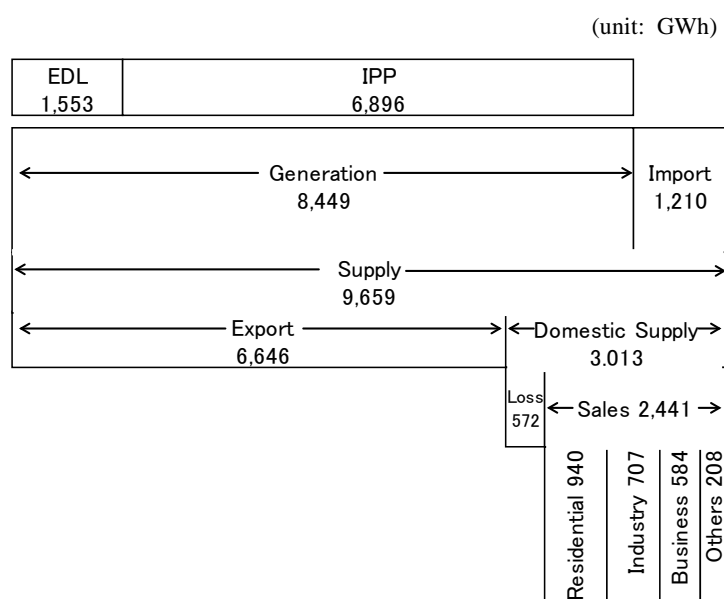 (unit: GWh)
EDL
1,553
IPP
6,896
Generation
8,449
Import
1,210
Supply
9,659
Export
6,646
Domestic Supply
3.013
Loss
572
Sales 2,441
Residential 940
Industry 707
Business 584
Others 208